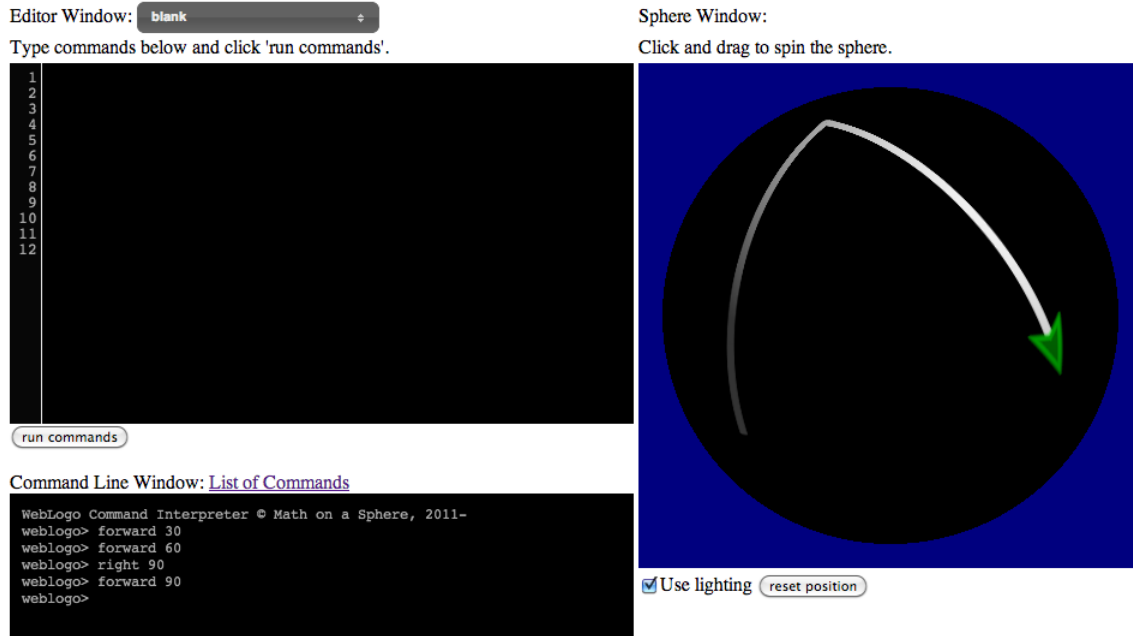 Editor Window: blank
Type commands below and click 'run commands'.
1
2
3
4
5
6
7
8
9
10
11
12
run commands
Command Line Window: List of Commands
WebLogo Command Interpreter © Math on a Sphere, 2011-
weblogo> forward 30
weblogo> forward 60
weblogo> right 90
weblogo> forward 90
weblogo>
Sphere Window:
Click and drag to spin the sphere.
Use lighting reset position